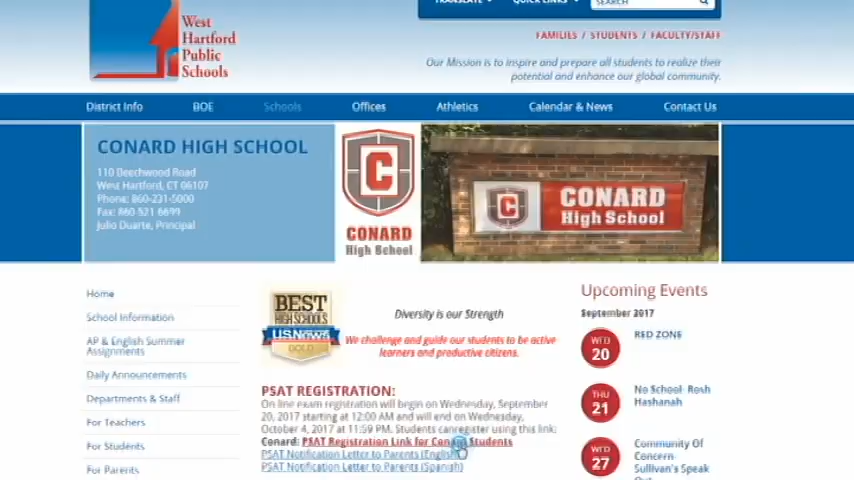 TRANSLATE
QUICK LINKS
SEARCH
West
Hartford
Public
Schools
FAMILIES / STUDENTS / FACULTY/STAFF
Our Mission is to inspire and prepare all students to realize their
potential and enhance our global community.
District Info BOE Schools Offices Athletics Calendar & News Contact Us
CONARD HIGH SCHOOL
110 Beechwood Road
West Hartford, CT 06107
Phone: 860-231-5000
Fax: 860-521-6699
Julio Duarte, Principal
C
CONARD
High School
C
CONARD
High School
Home
School Information
AP & English Summer
Assignments
Daily Announcements
Departments & Staff
For Teachers
For Students
For Parents
BEST
HIGH SCHOOLS
U.S.News
GOLD
Diversity is our Strength
We challenge and guide our students to be active
learners and productive citizens.
PSAT REGISTRATION:
On line exam registration will begin on Wednesday, September
20, 2017 starting at 12:00 AM and will end on Wednesday,
October 4, 2017 at 11:59 PM. Students canregister using this link:
Conard: PSAT Registration Link for Conard Students
PSAT Notification Letter to Parents (English)
PSAT Notification Letter to Parents (Spanish)
Upcoming Events
September 2017
WED
20
RED ZONE
THU
21
No School- Rosh
Hashanah
WED
27
Community Of
Concern-
Sullivan's Speak